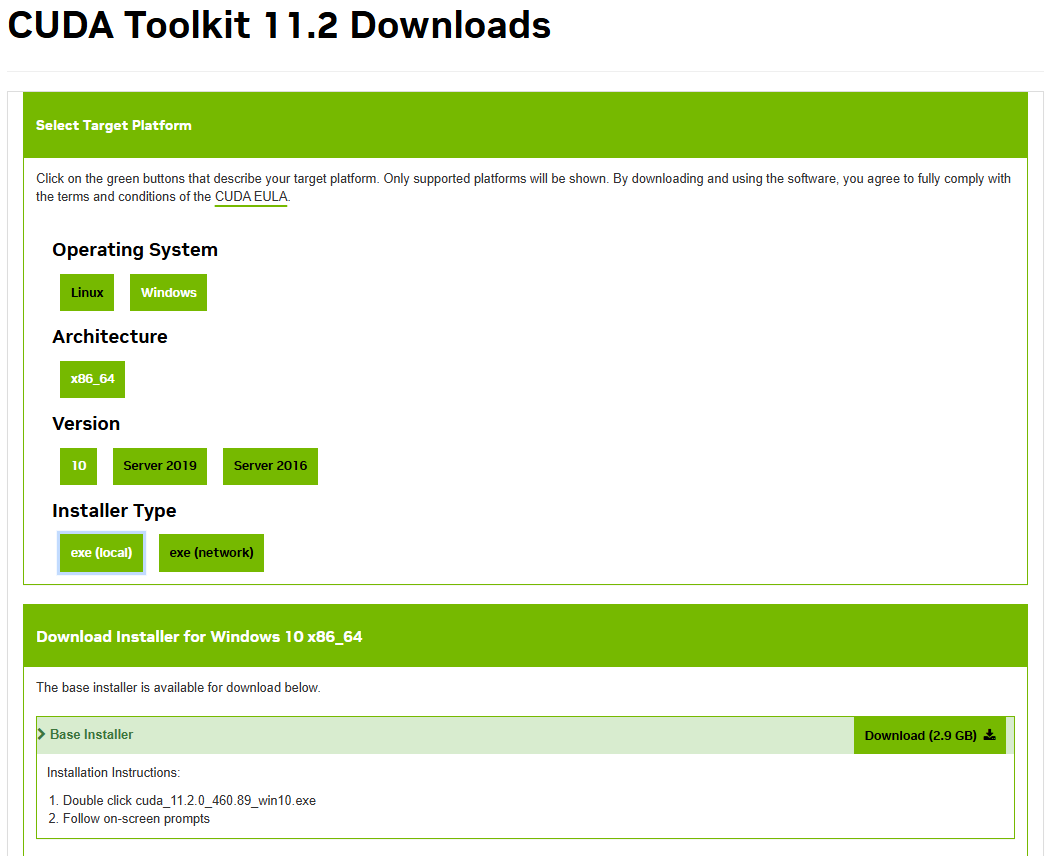 CUDA Toolkit 11.2 Downloads
Select Target Platform
Click on the green buttons that describe your target platform. Only supported platforms will be shown. By downloading and using the software, you agree to fully comply with
the terms and conditions of the CUDA EULA.
Operating System
Linux Windows
Architecture
x86_64
Version
10 Server 2019 Server 2016
Installer Type
exe (local) exe (network)
Download Installer for Windows 10 x86_64
The base installer is available for download below.
Base Installer Download (2.9 GB)
Installation Instructions:
1. Double click cuda_11.2.0_460.89_win10.exe
2. Follow on-screen prompts